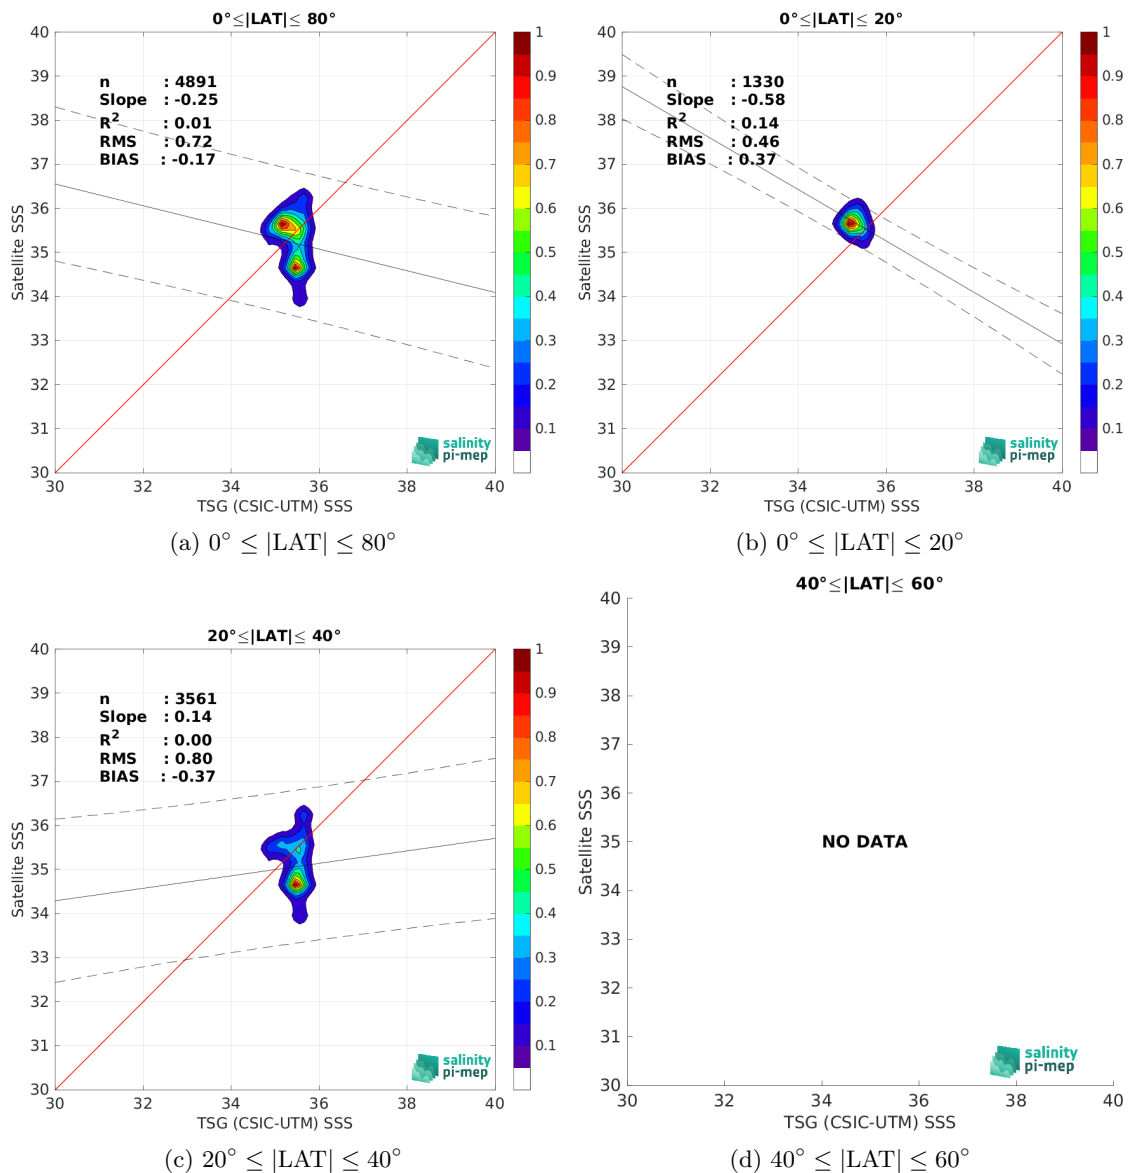 0°≤|LAT|≤ 80°
40
39
38
37
36
35
34
33
32
31
30
30 32 34 36 38 40
Satellite SSS
TSG (CSIC-UTM) SSS
n : 4891
Slope : -0.25
R2 : 0.01
RMS : 0.72
BIAS : -0.17
1
0.9
0.8
0.7
0.6
0.5
0.4
0.3
0.2
0.1
salinity
pi-mep
(a) 0° ≤ |LAT| ≤ 80°
0°≤|LAT|≤ 20°
40
39
38
37
36
35
34
33
32
31
30
30 32 34 36 38 40
Satellite SSS
TSG (CSIC-UTM) SSS
n : 1330
Slope : -0.58
R2 : 0.14
RMS : 0.46
BIAS : 0.37
1
0.9
0.8
0.7
0.6
0.5
0.4
0.3
0.2
0.1
salinity
pi-mep
(b) 0° ≤ |LAT| ≤ 20°
20°≤|LAT|≤ 40°
40
39
38
37
36
35
34
33
32
31
30
30 32 34 36 38 40
Satellite SSS
TSG (CSIC-UTM) SSS
n : 3561
Slope : 0.14
R2 : 0.00
RMS : 0.80
BIAS : -0.37
1
0.9
0.8
0.7
0.6
0.5
0.4
0.3
0.2
0.1
salinity
pi-mep
(c) 20° ≤ |LAT| ≤ 40°
40°≤|LAT|≤ 60°
40
39
38
37
36
35
34
33
32
31
30
30 32 34 36 38 40
Satellite SSS
TSG (CSIC-UTM) SSS
NO DATA
salinity
pi-mep
(d) 40° ≤ |LAT| ≤ 60°